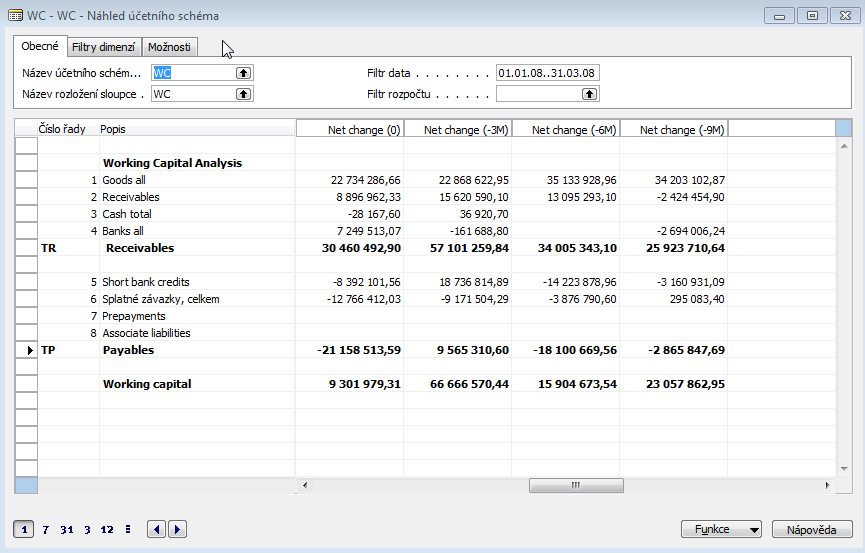 WC - WC - Náhled účetního schéma
Obecné Filtry dimenzí Možnosti
Název účetního schém... WC Filtr data . . . . . . . . 01.01.08..31.03.08
Název rozložení sloupce . WC Filtr rozpočtu . . . . . .
Číslo řady Popis Net change (0) Net change (-3M) Net change (-6M) Net change (-9M)
Working Capital Analysis
1 Goods all 22 734 286,66 22 868 622,95 35 133 928,96 34 203 102,87
2 Receivables 8 896 962,33 15 620 590,10 13 095 293,10 -2 424 454,90
3 Cash total -28 167,60 36 920,70
4 Banks all 7 249 513,07 -161 688,80 -2 694 006,24
TR Receivables 30 460 492,90 57 101 259,84 34 005 343,10 25 923 710,64
5 Short bank credits -8 392 101,56 18 736 814,89 -14 223 878,96 -3 160 931,09
6 Splatné závazky, celkem -12 766 412,03 -9 171 504,29 -3 876 790,60 295 083,40
7 Prepayments
8 Associate liabilities
TP Payables -21 158 513,59 9 565 310,60 -18 100 669,56 -2 865 847,69
Working capital 9 301 979,31 66 666 570,44 15 904 673,54 23 057 862,95
1 7 31 3 12 Funkce Nápověda